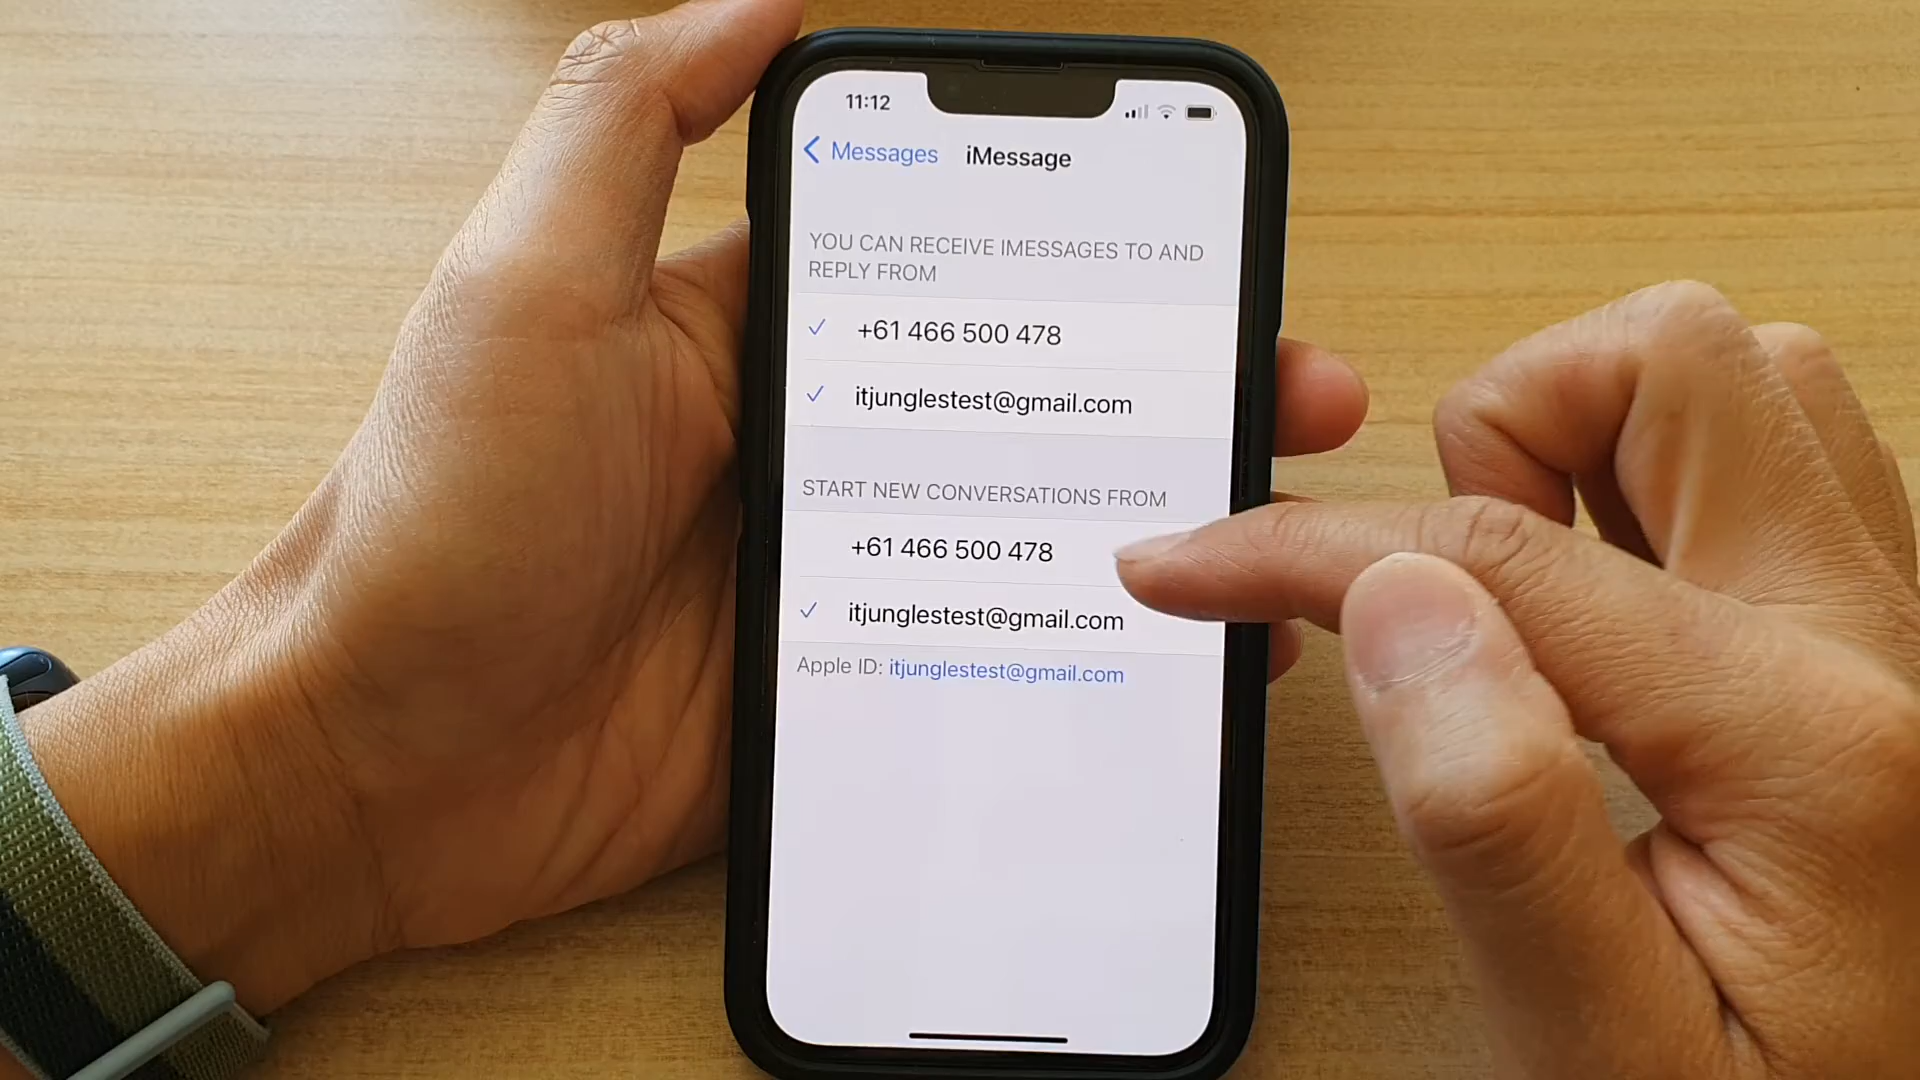 11:12
Messages iMessage
YOU CAN RECEIVE IMESSAGES TO AND
REPLY FROM
+61 466 500 478
itjunglestest@gmail.com
START NEW CONVERSATIONS FROM
+61 466 500 478
itjunglestest@gmail.com
Apple ID: itjunglestest@gmail.com